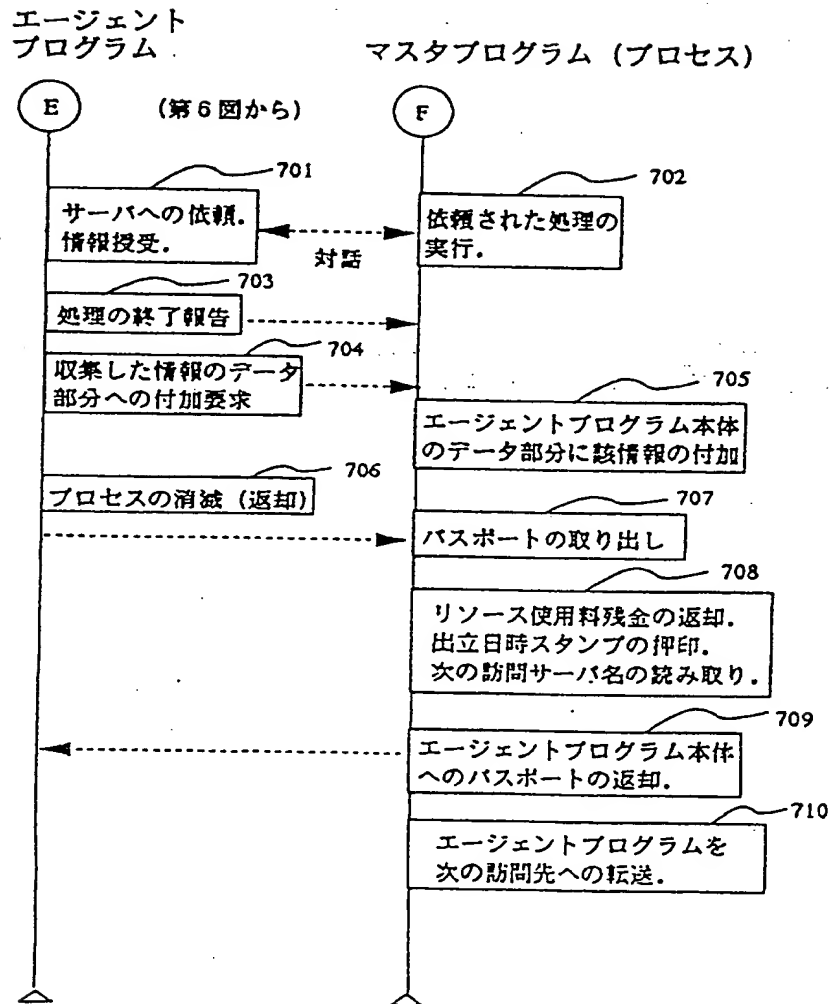 エージェント
プログラム
マスタプログラム (プロセス)
E
(第6図から)
F
701
702
サーバへの依頼.
情報授受.
対話
依頼された処理の
実行.
703
処理の終了報告
704
収集した情報のデータ
部分への付加要求
705
エージェントプログラム本体
のデータ部分に該情報の付加
706
プロセスの消滅 (返却)
707
パスポートの取り出し
708
リソース使用料残金の返却.
出立日時スタンプの押印.
次の訪問サーバ名の読み取り.
709
エージェントプログラム本体
へのパスポートの返却.
710
エージェントプログラムを
次の訪問先への転送.